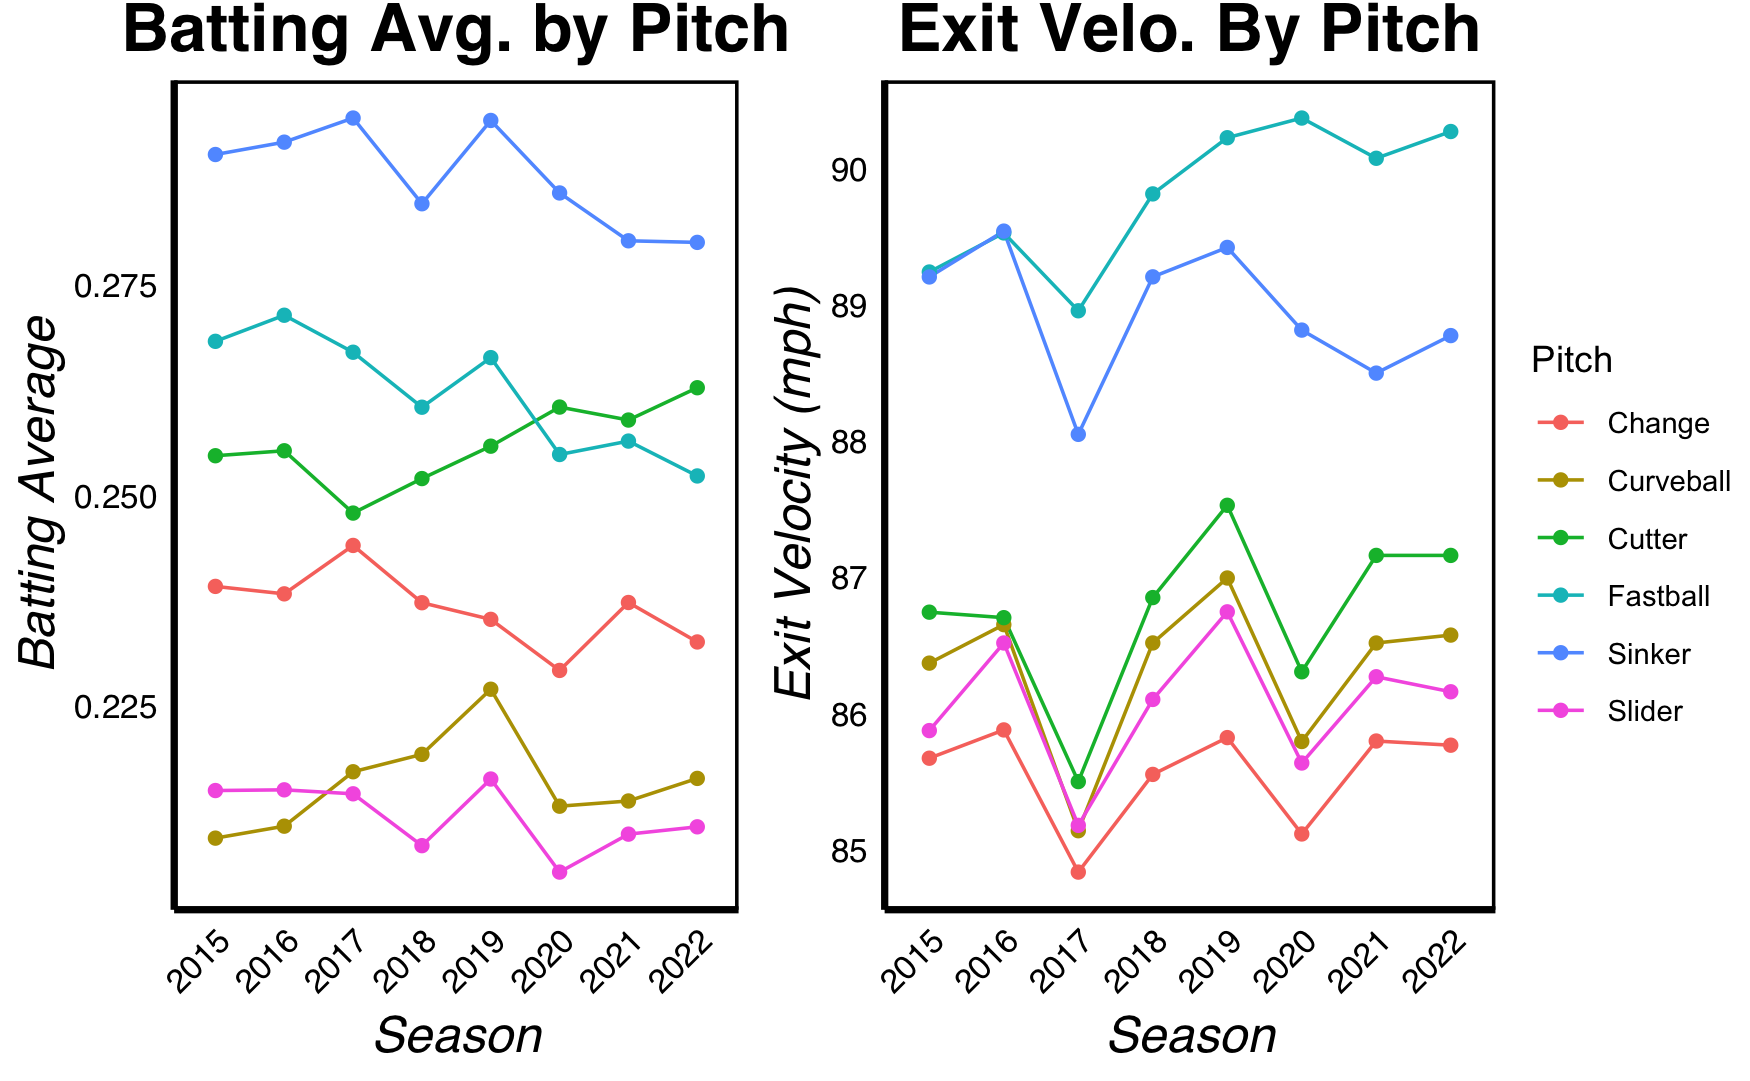 Batting Avg. by Pitch
Batting Average
0.275
0.250
0.225
2015
2016
2017
2018
2019
2020
2021
2022
Season
Exit Velo. By Pitch
Exit Velocity (mph)
90
89
88
87
86
85
2015
2016
2017
2018
2019
2020
2021
2022
Season
Pitch
Change
Curveball
Cutter
Fastball
Sinker
Slider